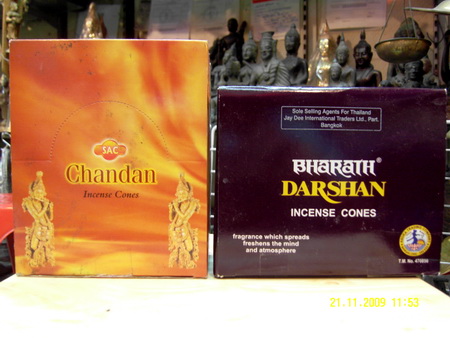 SAC
Chandan
Incense Cones
Sole Selling Agents For Thailand
Jay Dee International Traders Ltd., Part.
Bangkok
BHARATH®
DARSHAN
INCENSE CONES
fragrance which spreads
freshens the mind
and atmosphere
21.11.2009 11:53